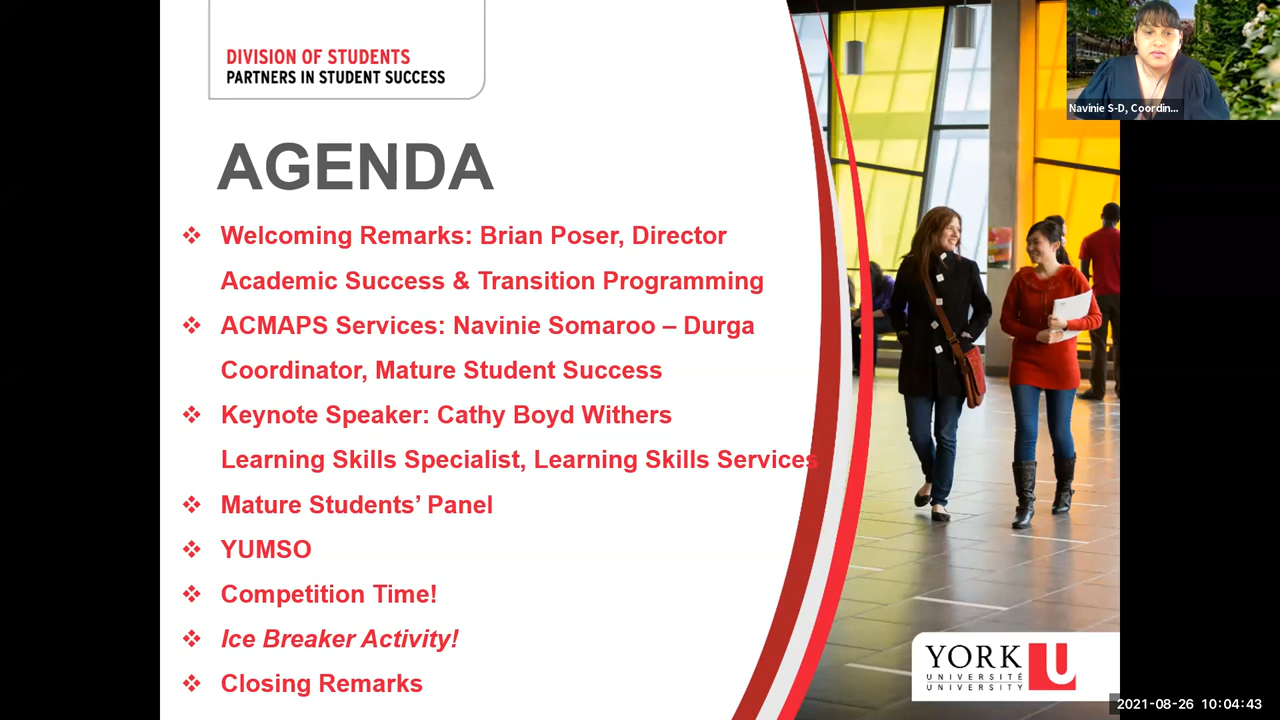 DIVISION OF STUDENTS
PARTNERS IN STUDENT SUCCESS
Navinie S-D, Coordin...
AGENDA
❖ Welcoming Remarks: Brian Poser, Director
Academic Success & Transition Programming
❖ ACMAPS Services: Navinie Somaroo – Durga
Coordinator, Mature Student Success
❖ Keynote Speaker: Cathy Boyd Withers
Learning Skills Specialist, Learning Skills Services
❖ Mature Students’ Panel
❖ YUMSO
❖ Competition Time!
❖ Ice Breaker Activity!
❖ Closing Remarks
YORK U
UNIVERSITÉ
UNIVERSITY
2021-08-26 10:04:43